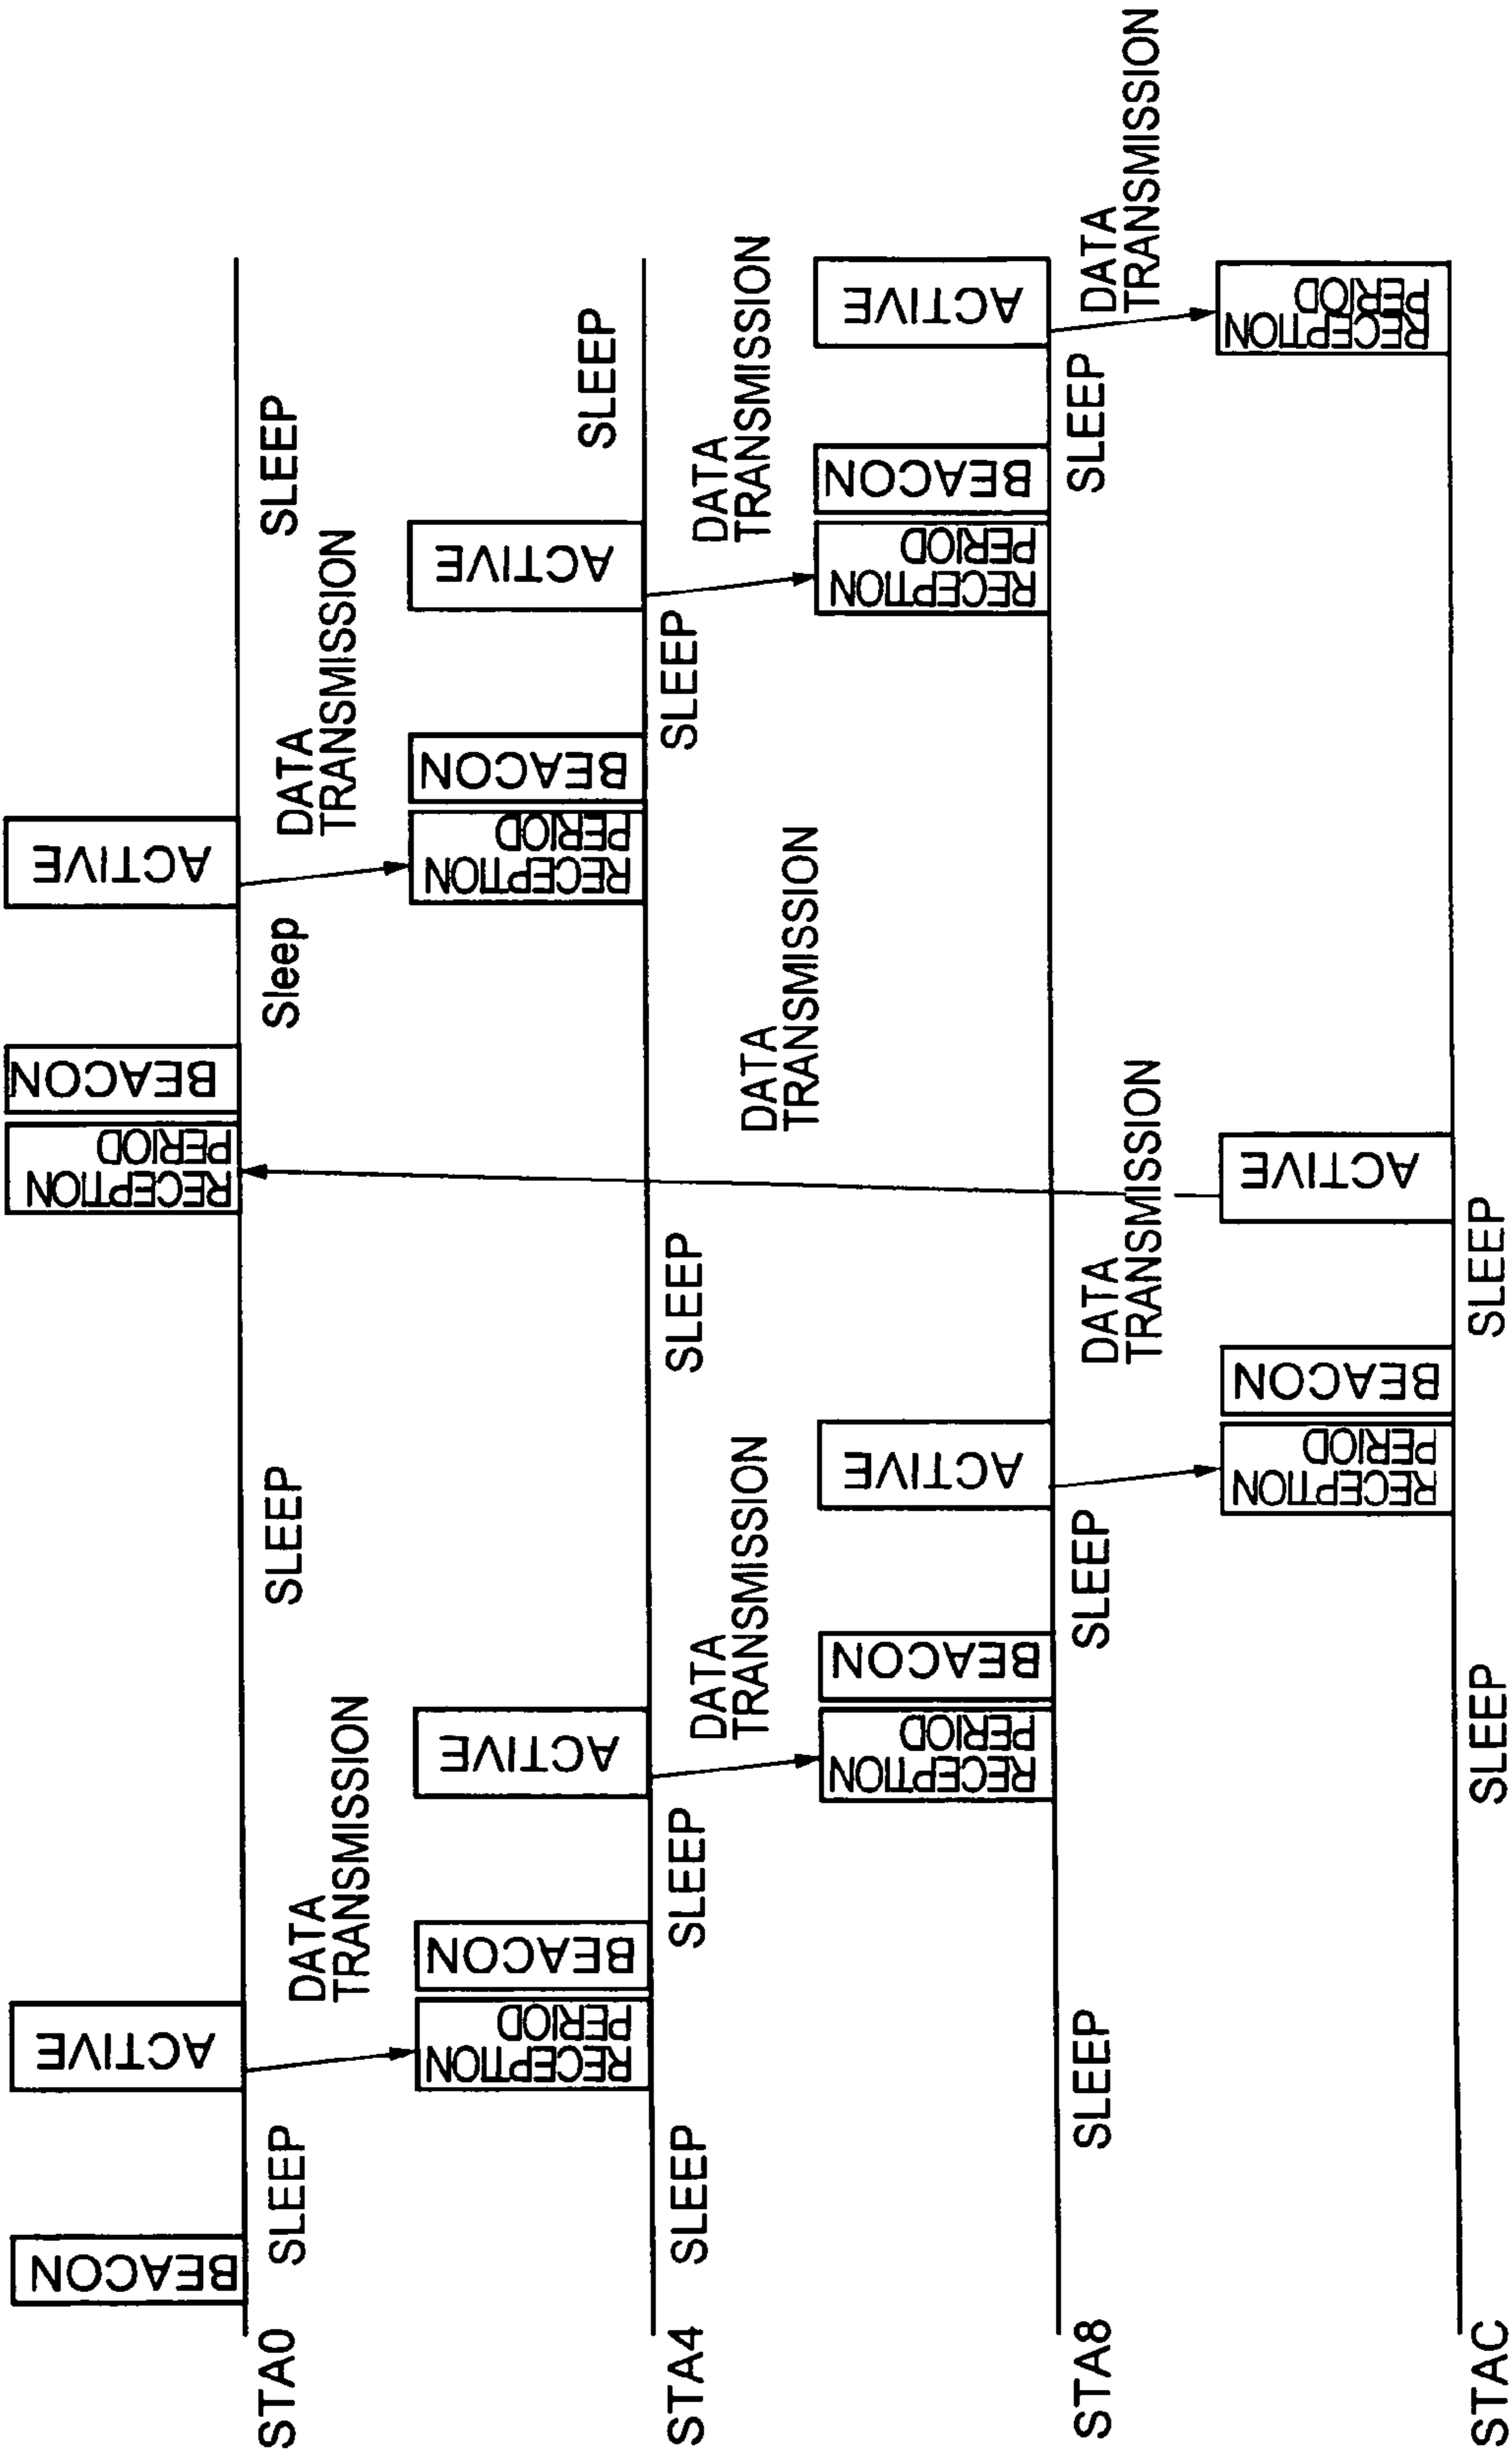 STA0
BEACON
SLEEP
ACTIVE
DATA
TRANSMISSION
SLEEP
RECEPTION
PERIOD
BEACON
Sleep
ACTIVE
DATA
TRANSMISSION
SLEEP
STA4
SLEEP
RECEPTION
PERIOD
BEACON
SLEEP
ACTIVE
DATA
TRANSMISSION
SLEEP
DATA
TRANSMISSION
RECEPTION
PERIOD
BEACON
SLEEP
ACTIVE
DATA
TRANSMISSION
SLEEP
STA8
SLEEP
RECEPTION
PERIOD
BEACON
SLEEP
ACTIVE
DATA
TRANSMISSION
RECEPTION
PERIOD
BEACON
SLEEP
ACTIVE
DATA
TRANSMISSION
STAC
SLEEP
RECEPTION
PERIOD
BEACON
SLEEP
ACTIVE
RECEPTION
PERIOD